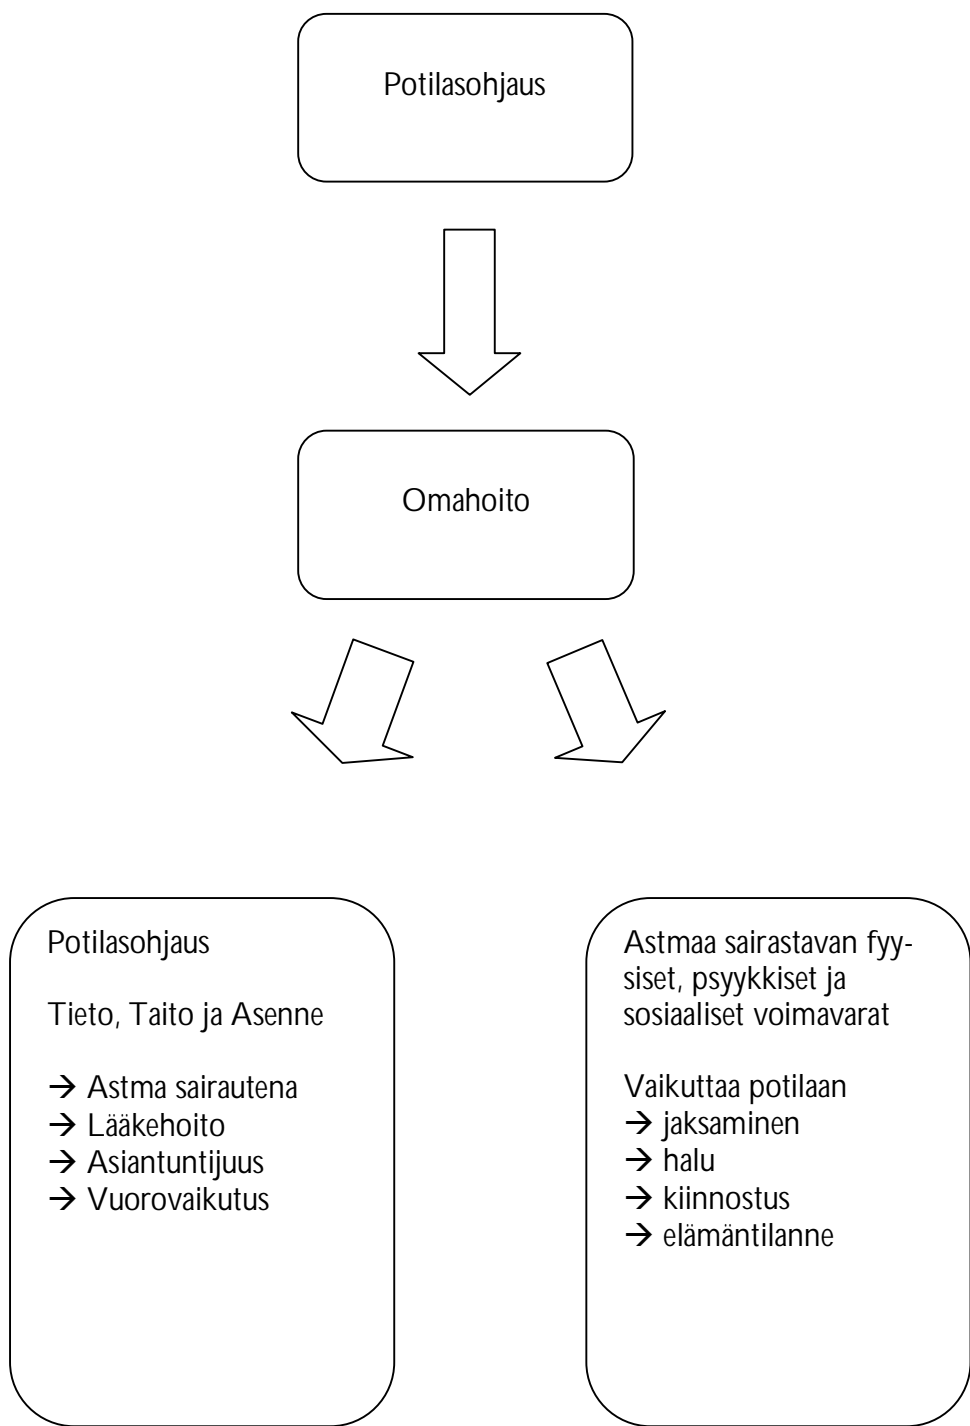 Potilasohjaus
Omahoito
Potilasohjaus
Tieto, Taito ja Asenne
→ Astma sairautena
→ Lääkehoito
→ Asiantuntijuus
→ Vuorovaikutus
Astmaa sairastavan fyy-
siset, psyykkiset ja
sosiaaliset voimavarat
Vaikuttaa potilaan
→ jaksaminen
→ halu
→ kiinnostus
→ elämäntilanne